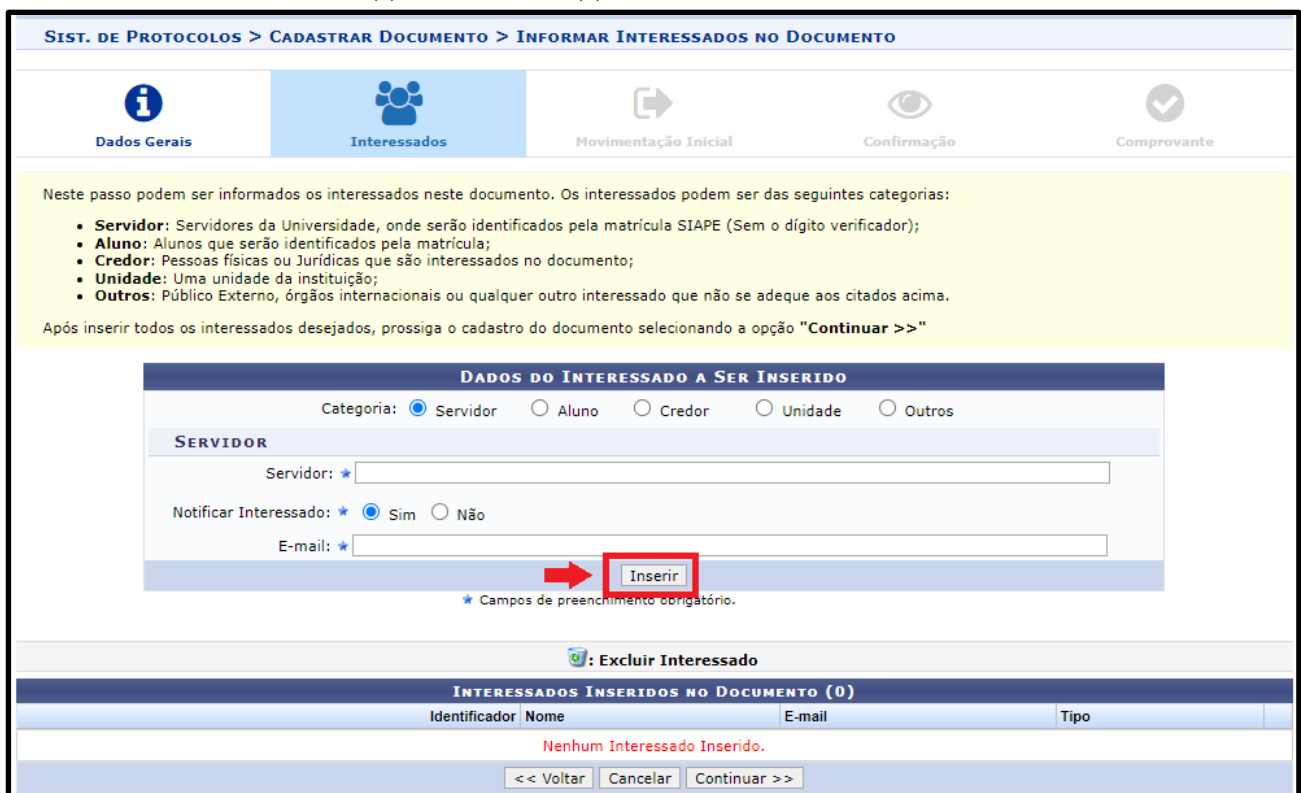 Sist. de Protocolos > Cadastrar Documento > Informar Interessados no Documento
Dados Gerais
Interessados
Movimentação Inicial
Confirmação
Comprovante
Neste passo podem ser informados os interessados neste documento. Os interessados podem ser das seguintes categorias:
• Servidor: Servidores da Universidade, onde serão identificados pela matrícula SIAPE (Sem o dígito verificador);
• Aluno: Alunos que serão identificados pela matrícula;
• Credor: Pessoas físicas ou Jurídicas que são interessados no documento;
• Unidade: Uma unidade da instituição;
• Outros: Público Externo, órgãos internacionais ou qualquer outro interessado que não se adeque aos citados acima.
Após inserir todos os interessados desejados, prossiga o cadastro do documento selecionando a opção "Continuar >>"
Dados do Interessado a Ser Inserido
Categoria: Servidor Aluno Credor Unidade Outros
Servidor
Servidor:
Notificar Interessado: Sim Não
E-mail:
Inserir
Campos de preenchimento obrigatório.
: Excluir Interessado
Interessados Inseridos no Documento (0)
Identificador Nome E-mail Tipo
Nenhum Interessado Inserido.
<< Voltar Cancelar Continuar >>